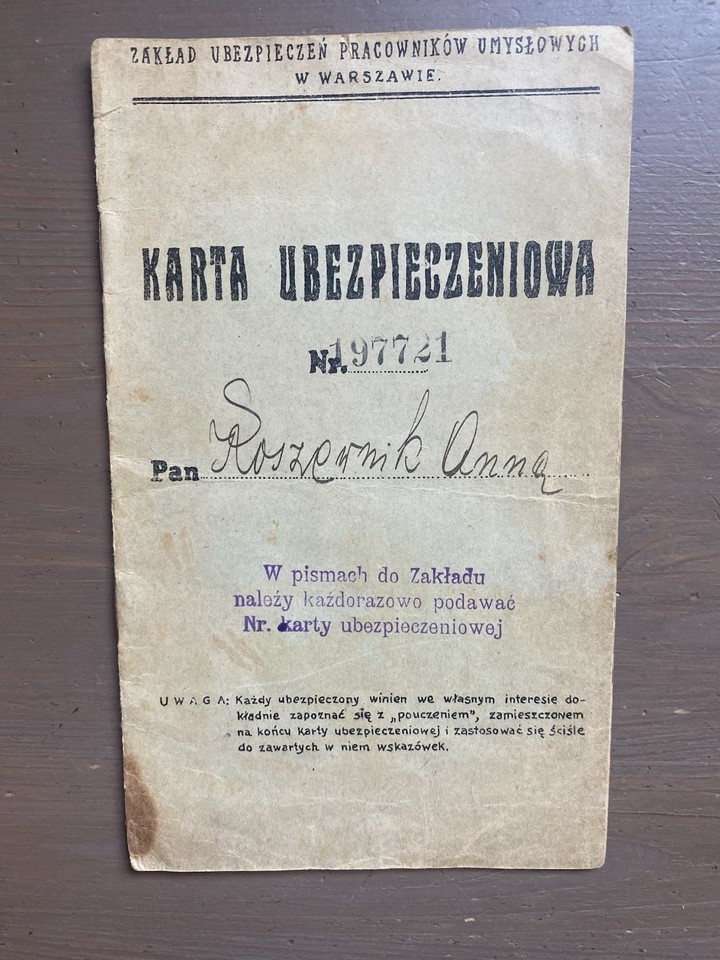 ZAKŁAD UBEZPIECZEŃ PRACOWNIKÓW UMYSŁOWYCH
W WARSZAWIE.
KARTA UBEZPIECZENIOWA
Nr. 197721
Pan Anna
W pismach do Zakładu
należy każdorazowo podawać
Nr. karty ubezpieczeniowej
UWAGA: Każdy ubezpieczony winien we własnym interesie do-
kładnie zapoznać się z „pouczeniem", zamieszczonem
na końcu karty ubezpieczeniowej i zastosować się ściśle
do zawartych w niem wskazówek.